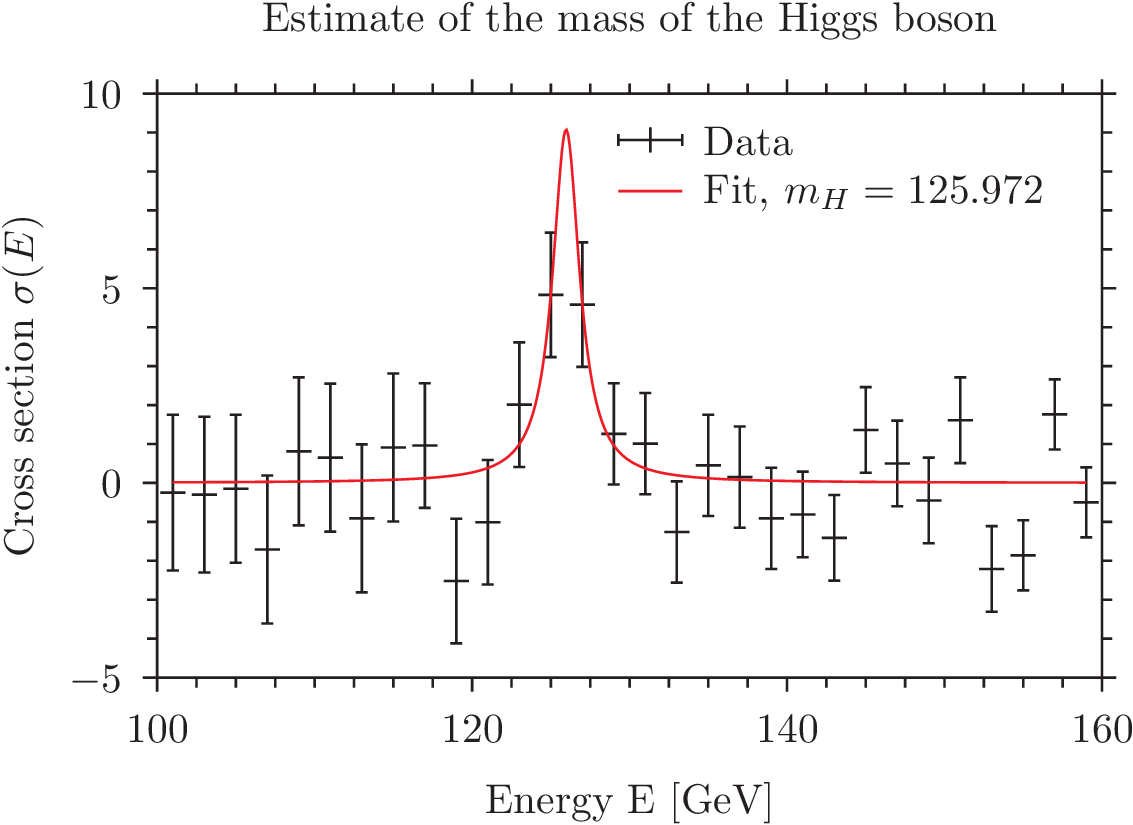 Estimate of the mass of the Higgs boson
10
5
0
−5
Cross section σ(E)
Data
Fit, m_H = 125.972
100 120 140 160
Energy E [GeV]